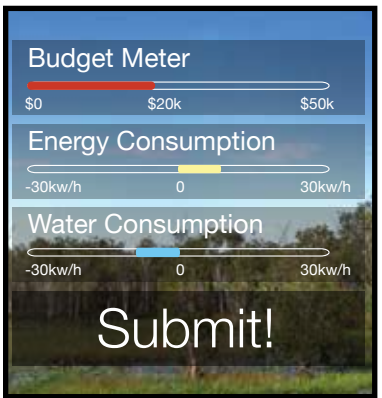 Budget Meter
$0 $20k $50k
Energy Consumption
-30kw/h 0 30kw/h
Water Consumption
-30kw/h 0 30kw/h
Submit!